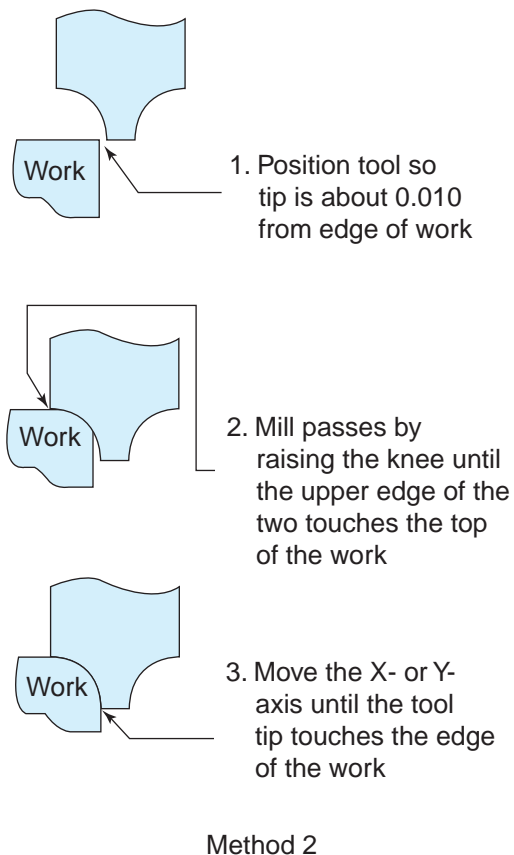 Work
1. Position tool so
tip is about 0.010
from edge of work
Work
2. Mill passes by
raising the knee until
the upper edge of the
two touches the top
of the work
Work
3. Move the X- or Y-
axis until the tool
tip touches the edge
of the work
Method 2